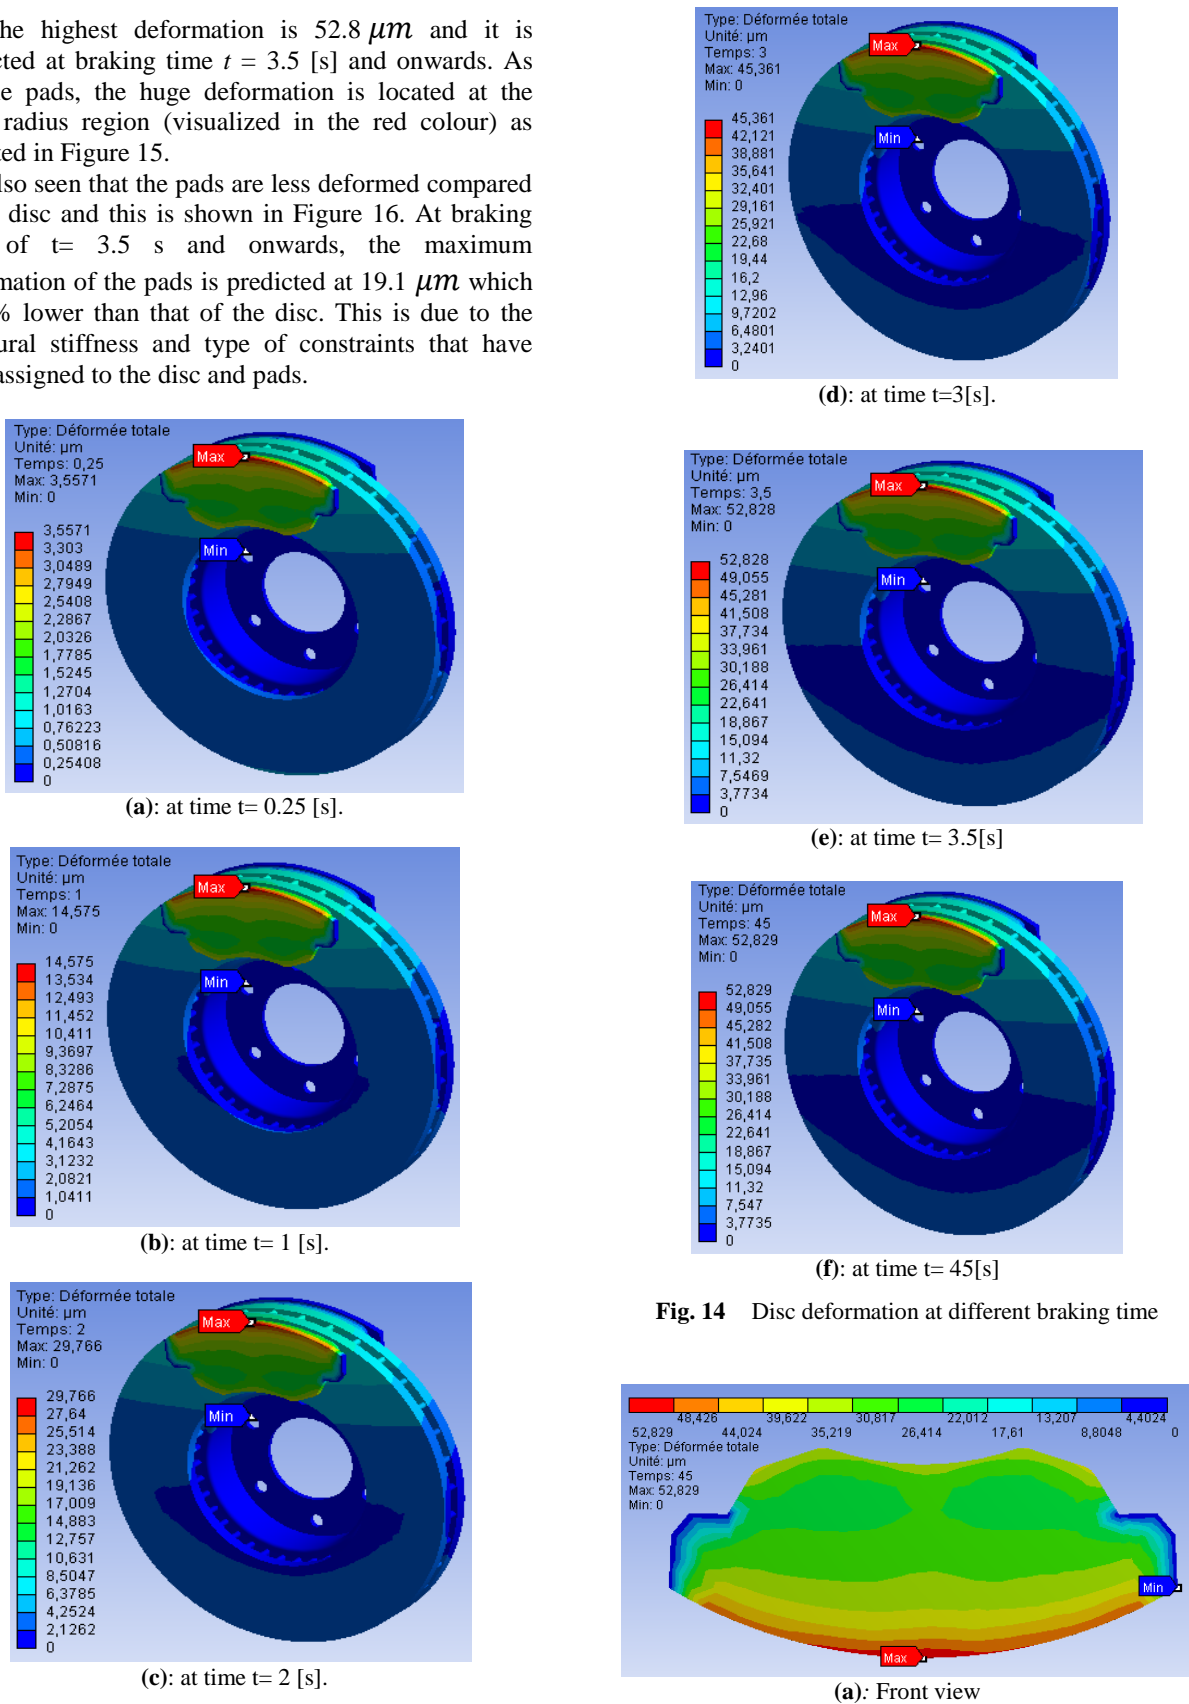 he highest deformation is 52.8 μm and it is
cted at braking time t = 3.5 [s] and onwards. As
e pads, the huge deformation is located at the
radius region (visualized in the red colour) as
ted in Figure 15.
lso seen that the pads are less deformed compared
disc and this is shown in Figure 16. At braking
of t= 3.5 s and onwards, the maximum
mation of the pads is predicted at 19.1 μm which
% lower than that of the disc. This is due to the
ural stiffness and type of constraints that have
assigned to the disc and pads.
Type: Déformée totale
Unité: µm
Temps: 0,25
Max: 3,5571
Min: 0
Max
Min
3,5571
3,303
3,0489
2,7949
2,5408
2,2867
2,0326
1,7785
1,5245
1,2704
1,0163
0,76223
0,50816
0,25408
0
(a): at time t= 0.25 [s].
Type: Déformée totale
Unité: µm
Temps: 1
Max: 14,575
Min: 0
Max
Min
14,575
13,534
12,493
11,452
10,411
9,3697
8,3286
7,2875
6,2464
5,2054
4,1643
3,1232
2,0821
1,0411
0
(b): at time t= 1 [s].
Type: Déformée totale
Unité: µm
Temps: 2
Max: 29,766
Min: 0
Max
Min
29,766
27,64
25,514
23,388
21,262
19,136
17,009
14,883
12,757
10,631
8,5047
6,3785
4,2524
2,1262
0
(c): at time t= 2 [s].
Type: Déformée totale
Unité: µm
Temps: 3
Max: 45,361
Min: 0
Max
Min
45,361
42,121
38,881
35,641
32,401
29,161
25,921
22,68
19,44
16,2
12,96
9,7202
6,4801
3,2401
0
(d): at time t=3[s].
Type: Déformée totale
Unité: µm
Temps: 3,5
Max: 52,828
Min: 0
Max
Min
52,828
49,055
45,281
41,508
37,734
33,961
30,188
26,414
22,641
18,867
15,094
11,32
7,5469
3,7734
0
(e): at time t= 3.5[s]
Type: Déformée totale
Unité: µm
Temps: 45
Max: 52,829
Min: 0
Max
Min
52,829
49,055
45,282
41,508
37,735
33,961
30,188
26,414
22,641
18,867
15,094
11,32
7,547
3,7735
0
(f): at time t= 45[s]
Fig. 14 Disc deformation at different braking time
48,426 39,622 30,817 22,012 13,207 4,4024
52,829 44,024 35,219 26,414 17,61 8,8048 0
Type: Déformée totale
Unité: µm
Temps: 45
Max: 52,829
Min: 0
Min
Max
(a): Front view